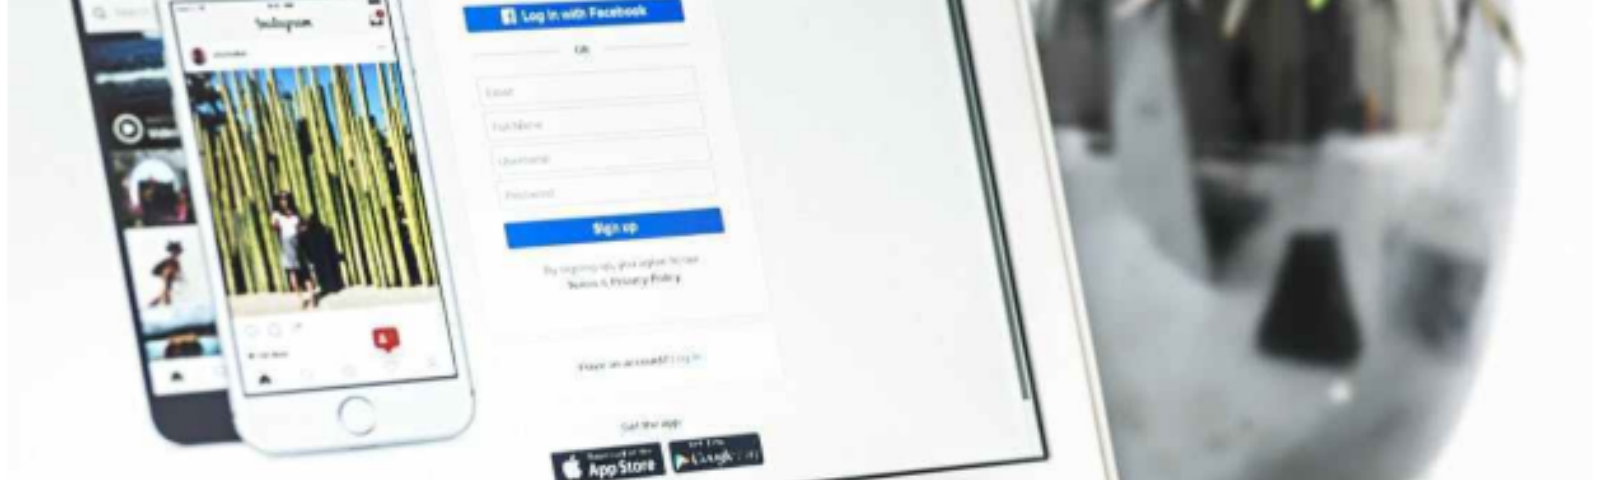 Search
Instagram
Log in with Facebook
OR
Email
Full Name
Username
Password
Sign up
By signing up, you agree to our
Terms & Privacy Policy
Have an account? Log in
Get the app
App Store
Google